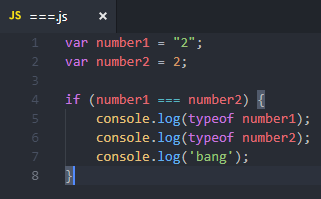 JS ===.js ×
1 var number1 = "2";
2 var number2 = 2;
3
4 if (number1 === number2) {
5     console.log(typeof number1);
6     console.log(typeof number2);
7     console.log('bang');
8 }